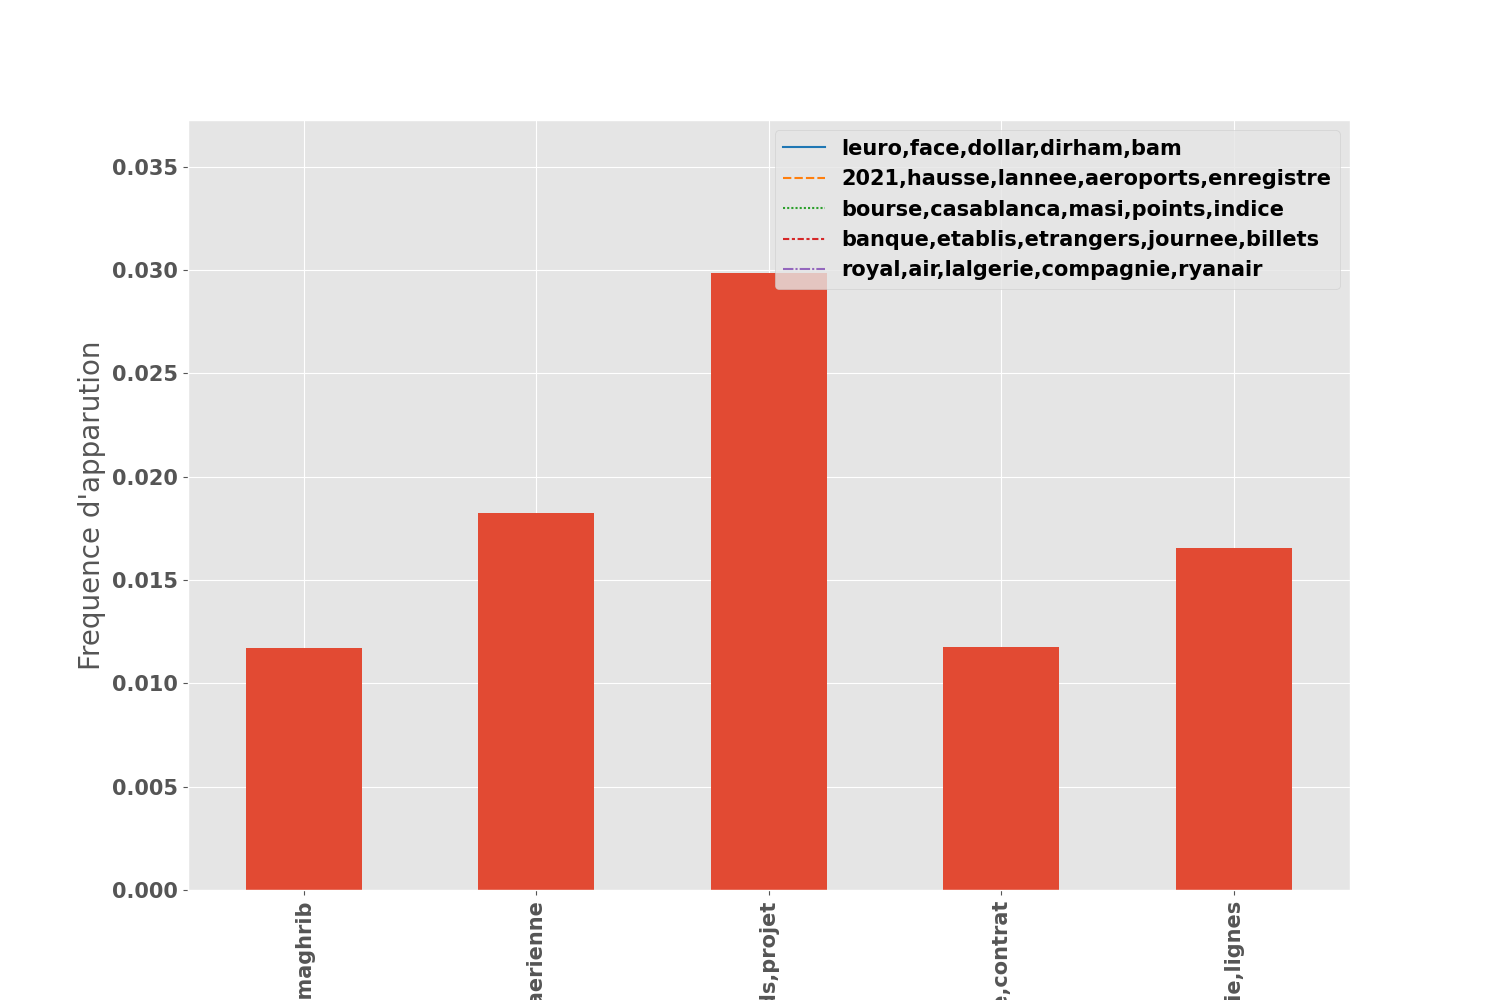 leuro,face,dollar,dirham,bam
2021,hausse,lannee,aeroports,enregistre
bourse,casablanca,masi,points,indice
banque,etablis,etrangers,journee,billets
royal,air,lalgerie,compagnie,ryanair
0.035
0.030
0.025
0.020
0.015
0.010
0.005
0.000
Frequence d'apparution
maghrib
aerienne
ds,projet
e,contrat
ie,lignes